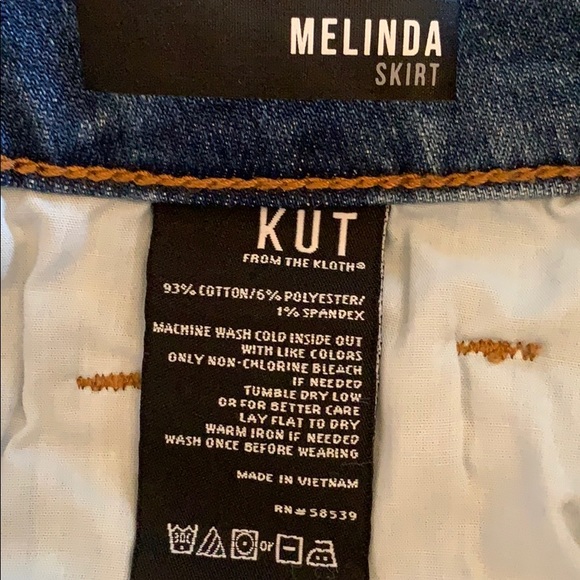 MELINDA
SKIRT
KUT
FROM THE KLOTH®
93% COTTON/6% POLYESTER/
1% SPANDEX
MACHINE WASH COLD INSIDE OUT
WITH LIKE COLORS
ONLY NON-CHLORINE BLEACH
IF NEEDED
TUMBLE DRY LOW
OR FOR BETTER CARE
LAY FLAT TO DRY
WARM IRON IF NEEDED
WASH ONCE BEFORE WEARING
MADE IN VIETNAM
RN# 58539
30C or